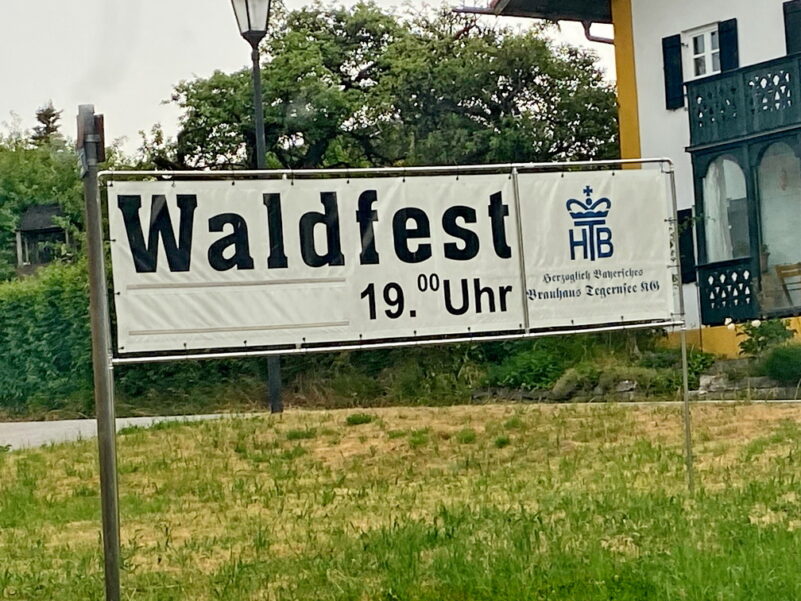 Waldfest
19.00 Uhr
HTB
Herzoglich Bayerisches
Brauhaus Tegernsee KG